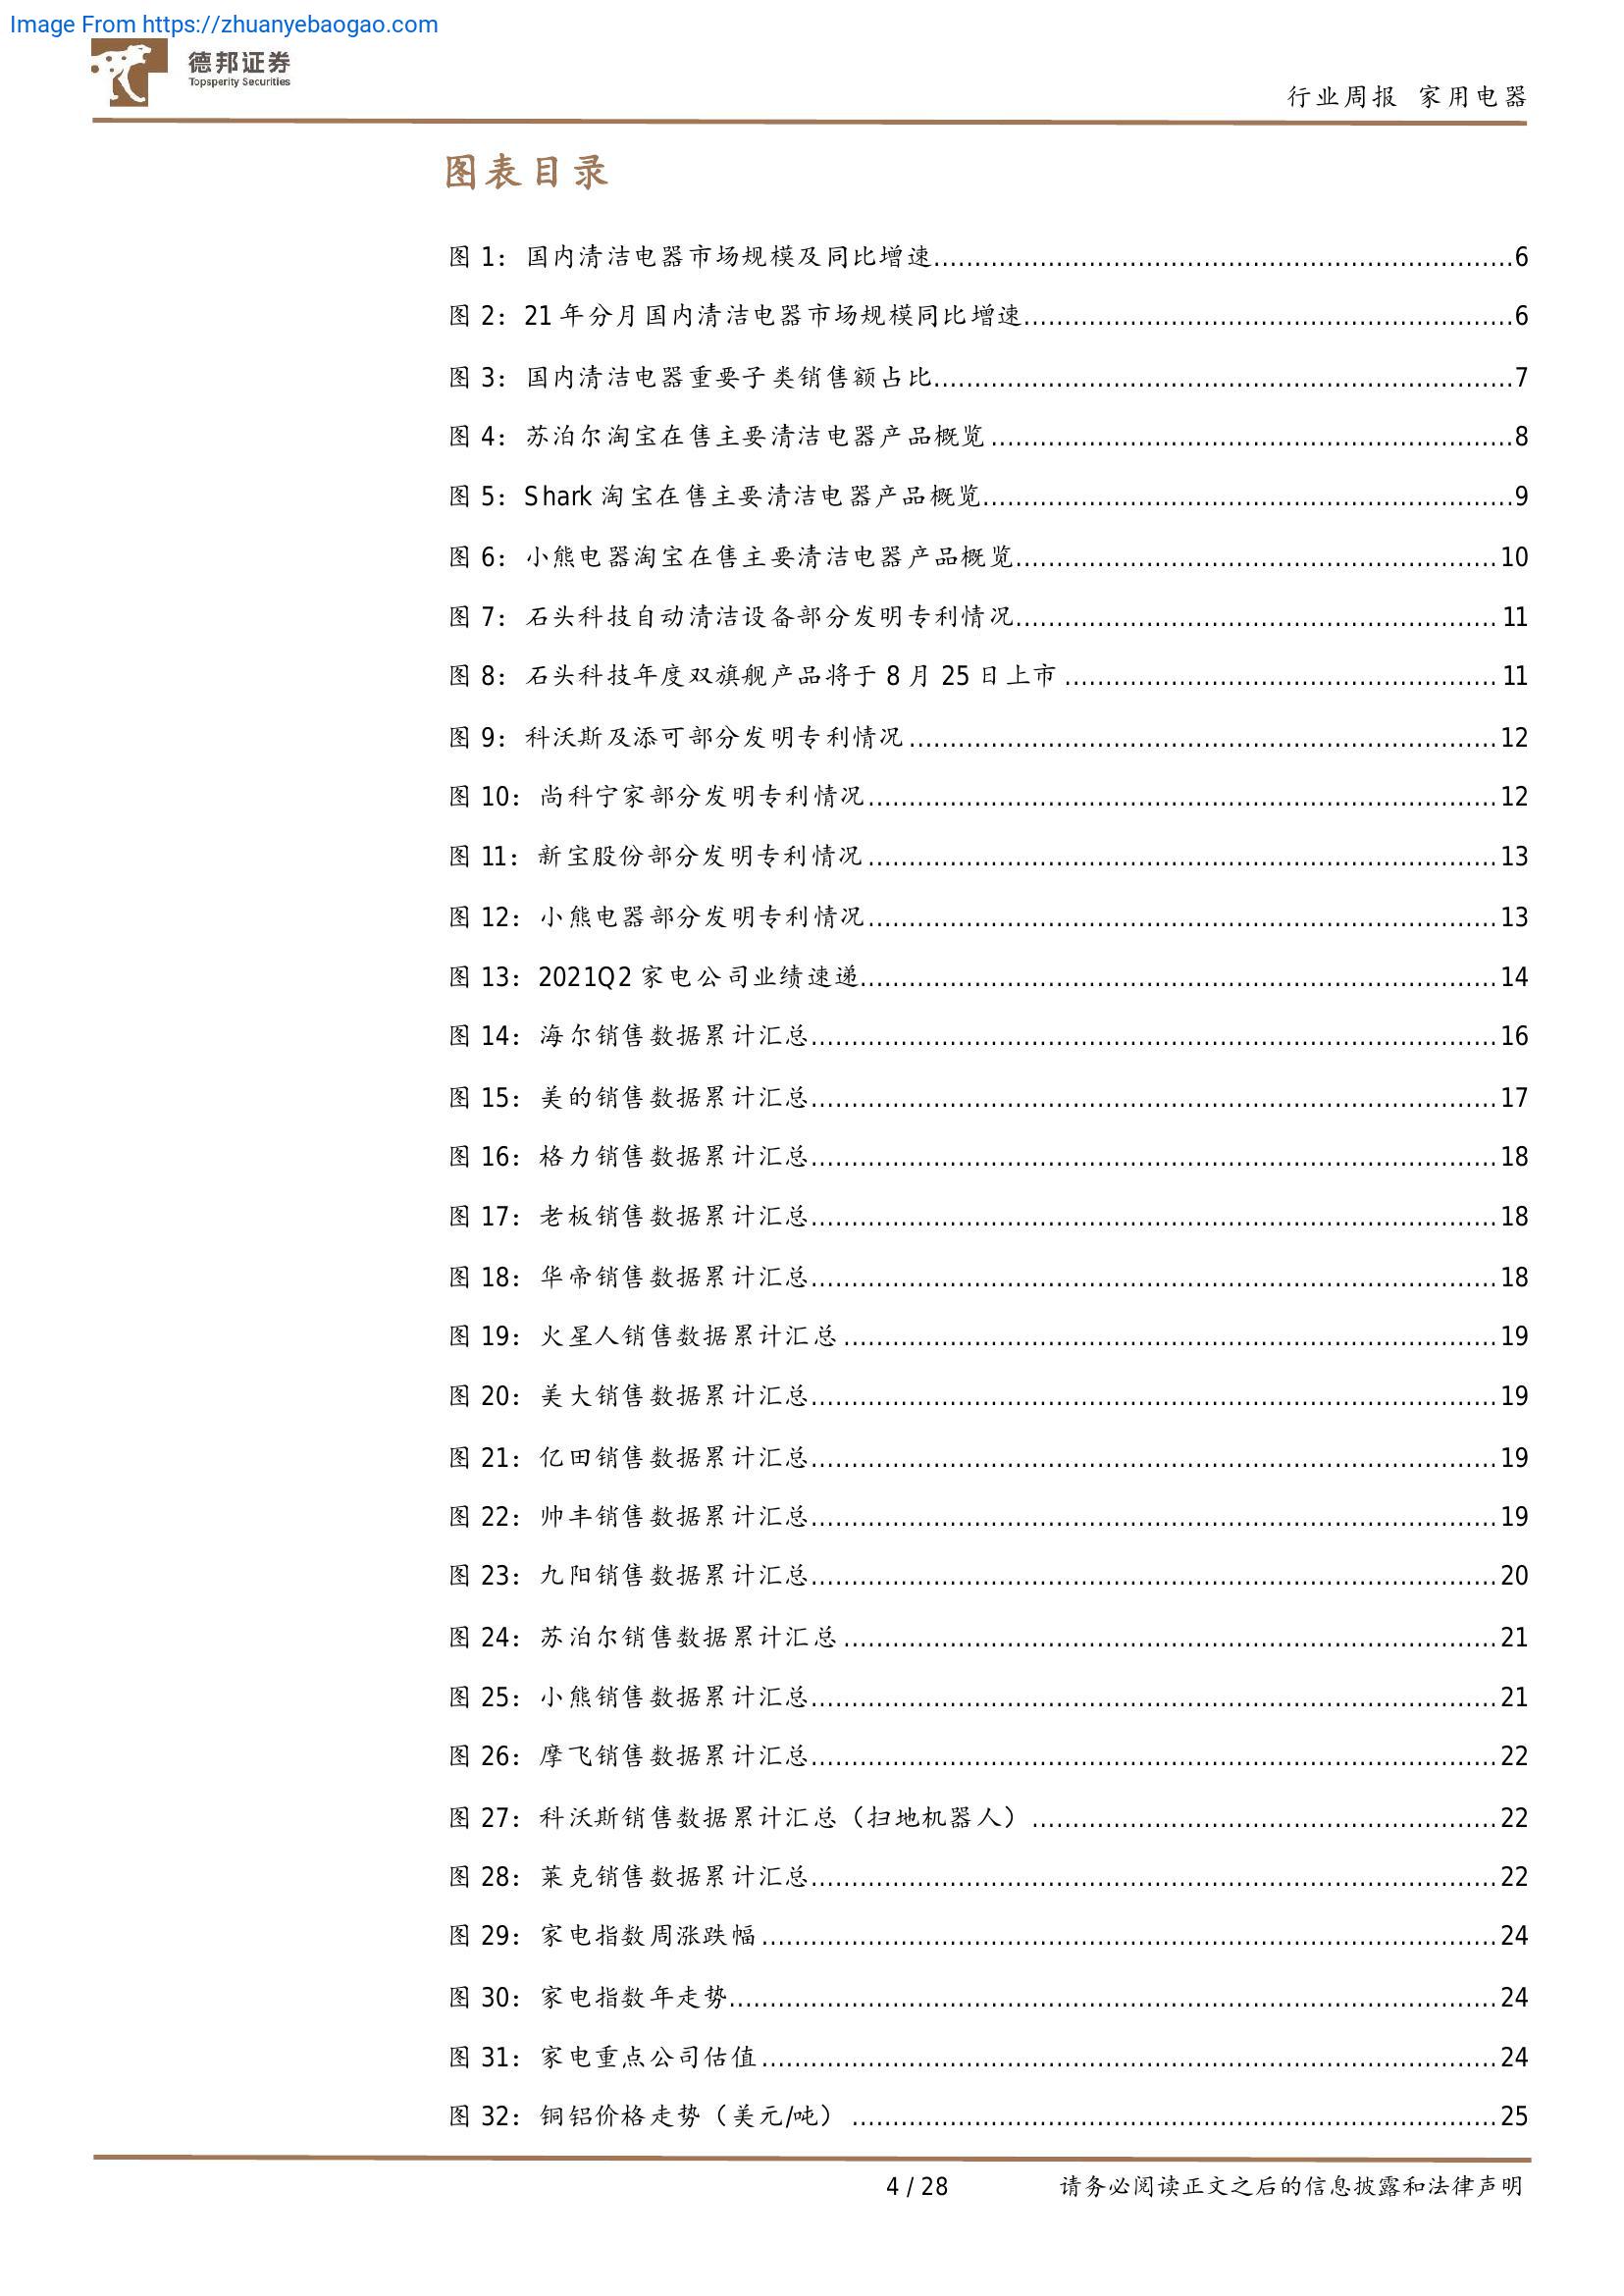 Image From https://zhuanyebaogao.com
德邦证券
Topsperity Securities
行业周报 家用电器
图表目录
图 1：国内清洁电器市场规模及同比增速 6
图 2：21 年分月国内清洁电器市场规模同比增速 6
图 3：国内清洁电器重要子类销售额占比 7
图 4：苏泊尔淘宝在售主要清洁电器产品概览 8
图 5：Shark 淘宝在售主要清洁电器产品概览 9
图 6：小熊电器淘宝在售主要清洁电器产品概览 10
图 7：石头科技自动清洁设备部分发明专利情况 11
图 8：石头科技年度双旗舰产品将于 8 月 25 日上市 11
图 9：科沃斯及添可部分发明专利情况 12
图 10：尚科宁家部分发明专利情况 12
图 11：新宝股份部分发明专利情况 13
图 12：小熊电器部分发明专利情况 13
图 13：2021Q2 家电公司业绩速递 14
图 14：海尔销售数据累计汇总 16
图 15：美的销售数据累计汇总 17
图 16：格力销售数据累计汇总 18
图 17：老板销售数据累计汇总 18
图 18：华帝销售数据累计汇总 18
图 19：火星人销售数据累计汇总 19
图 20：美大销售数据累计汇总 19
图 21：亿田销售数据累计汇总 19
图 22：帅丰销售数据累计汇总 19
图 23：九阳销售数据累计汇总 20
图 24：苏泊尔销售数据累计汇总 21
图 25：小熊销售数据累计汇总 21
图 26：摩飞销售数据累计汇总 22
图 27：科沃斯销售数据累计汇总（扫地机器人） 22
图 28：莱克销售数据累计汇总 22
图 29：家电指数周涨跌幅 24
图 30：家电指数年走势 24
图 31：家电重点公司估值 24
图 32：铜铝价格走势（美元/吨） 25
4 / 28 请务必阅读正文之后的信息披露和法律声明